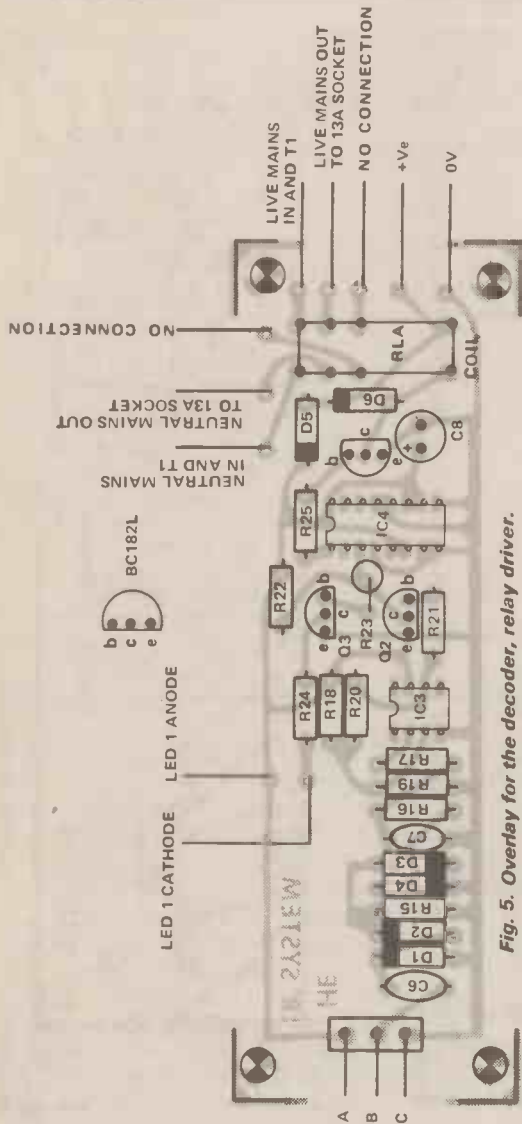 LIVE MAINS
IN AND T1
LIVE MAINS OUT
TO 13A SOCKET
NO CONNECTION
+Ve
0V
NO CONNECTION
NEUTRAL MAINS OUT
TO 13A SOCKET
NEUTRAL MAINS
IN AND T1
BC182L
b
c
e
LED 1 ANODE
LED 1 CATHODE
RLA
COIL
D6
D5
b
c
e
C8
+
R25
IC4
R22
R23
e
c
b
Q3
e
c
b
Q2
R21
R24
R18
R20
IC3
R17
R19
R16
C7
D3
D4
R15
D2
D1
C6
SYSTEM
HE
A
B
C
Fig. 5. Overlay for the decoder, relay driver.